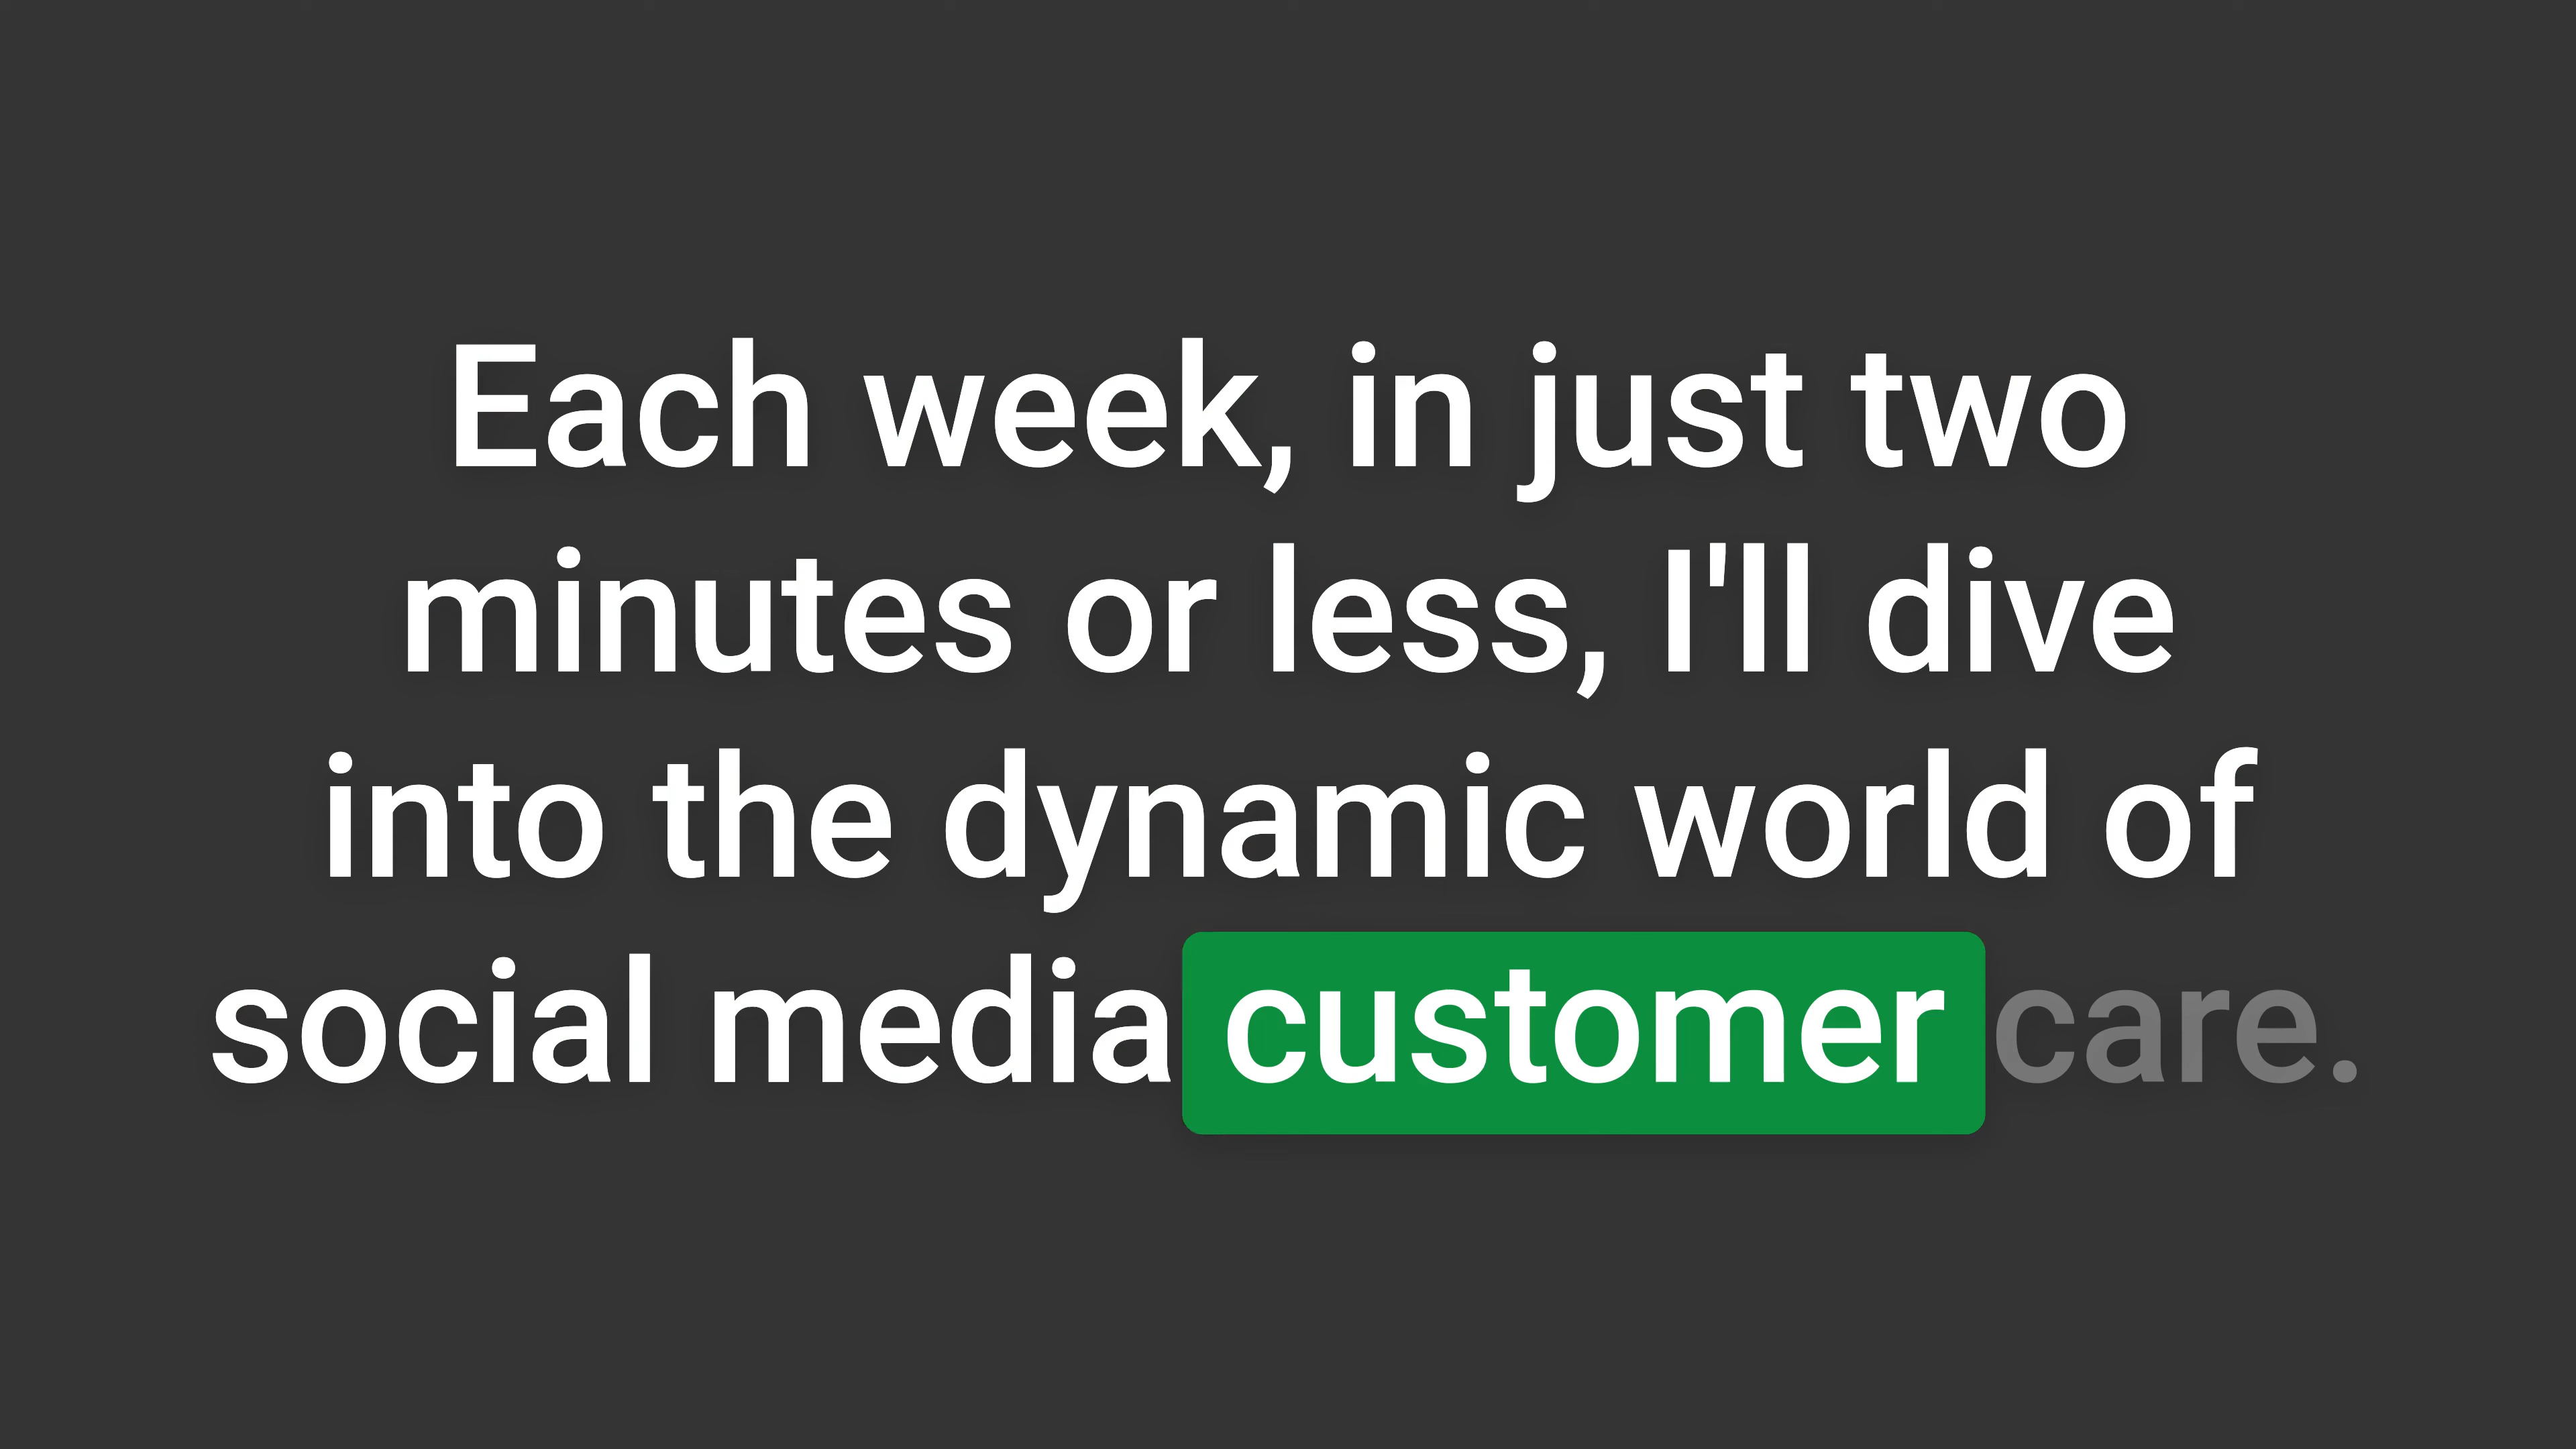 Each week, in just two
minutes or less, I'll dive
into the dynamic world of
social media customer care.